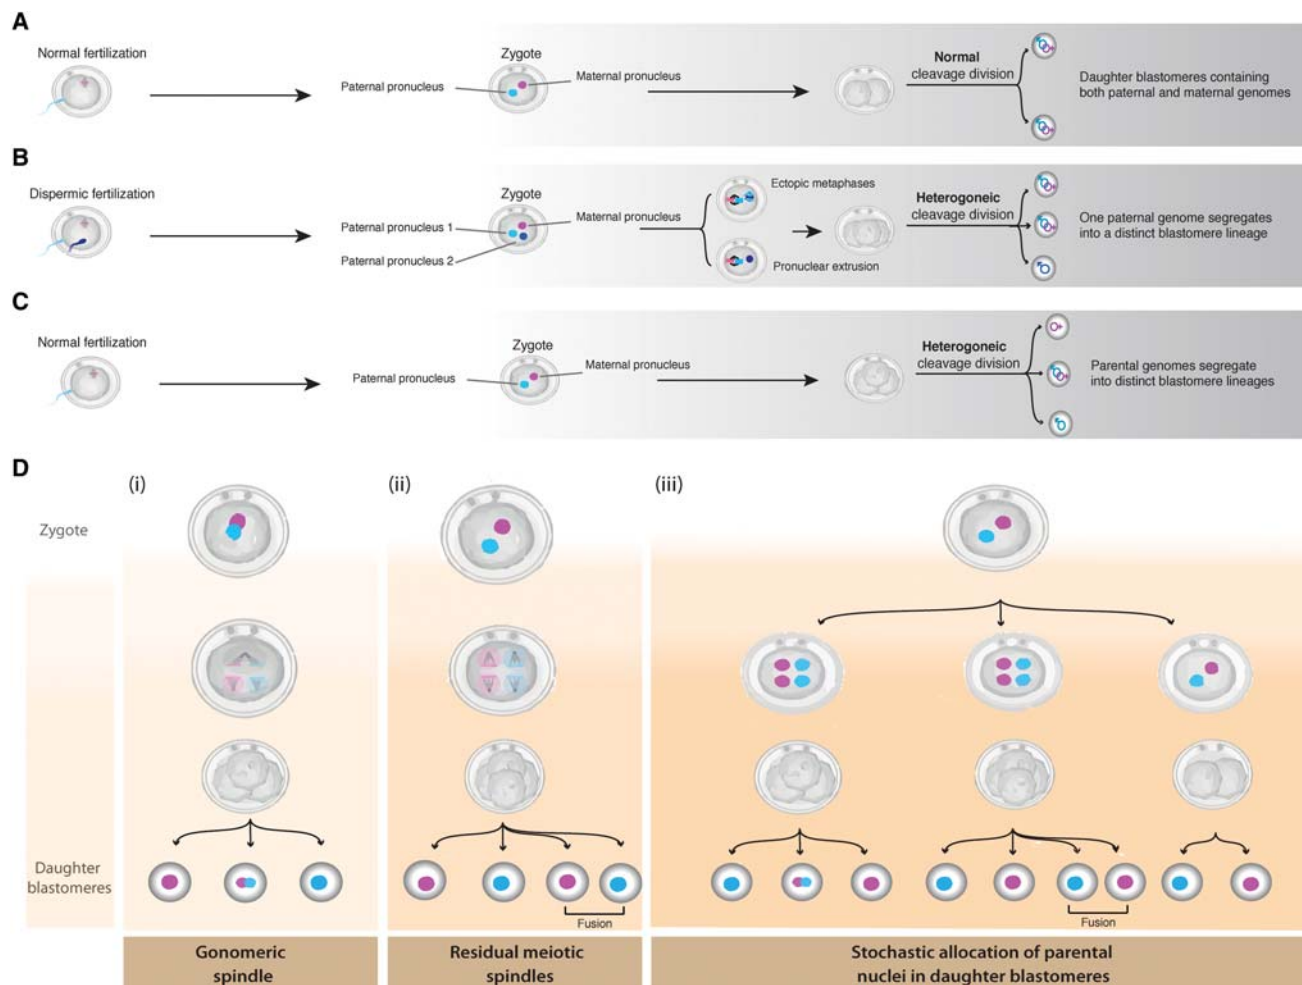 A
Normal fertilization
Zygote
Paternal pronucleus
Maternal pronucleus
Normal
cleavage division
Daughter blastomeres containing
both paternal and maternal genomes
B
Dispermic fertilization
Zygote
Paternal pronucleus 1
Paternal pronucleus 2
Maternal pronucleus
Ectopic metaphases
Pronuclear extrusion
Heterogoneic
cleavage division
One paternal genome segregates
into a distinct blastomere lineage
C
Normal fertilization
Zygote
Paternal pronucleus
Maternal pronucleus
Heterogoneic
cleavage division
Parental genomes segregate
into distinct blastomere lineages
D
(i)
(ii)
(iii)
Zygote
Daughter
blastomeres
Fusion
Fusion
Gonomeric
spindle
Residual meiotic
spindles
Stochastic allocation of parental
nuclei in daughter blastomeres